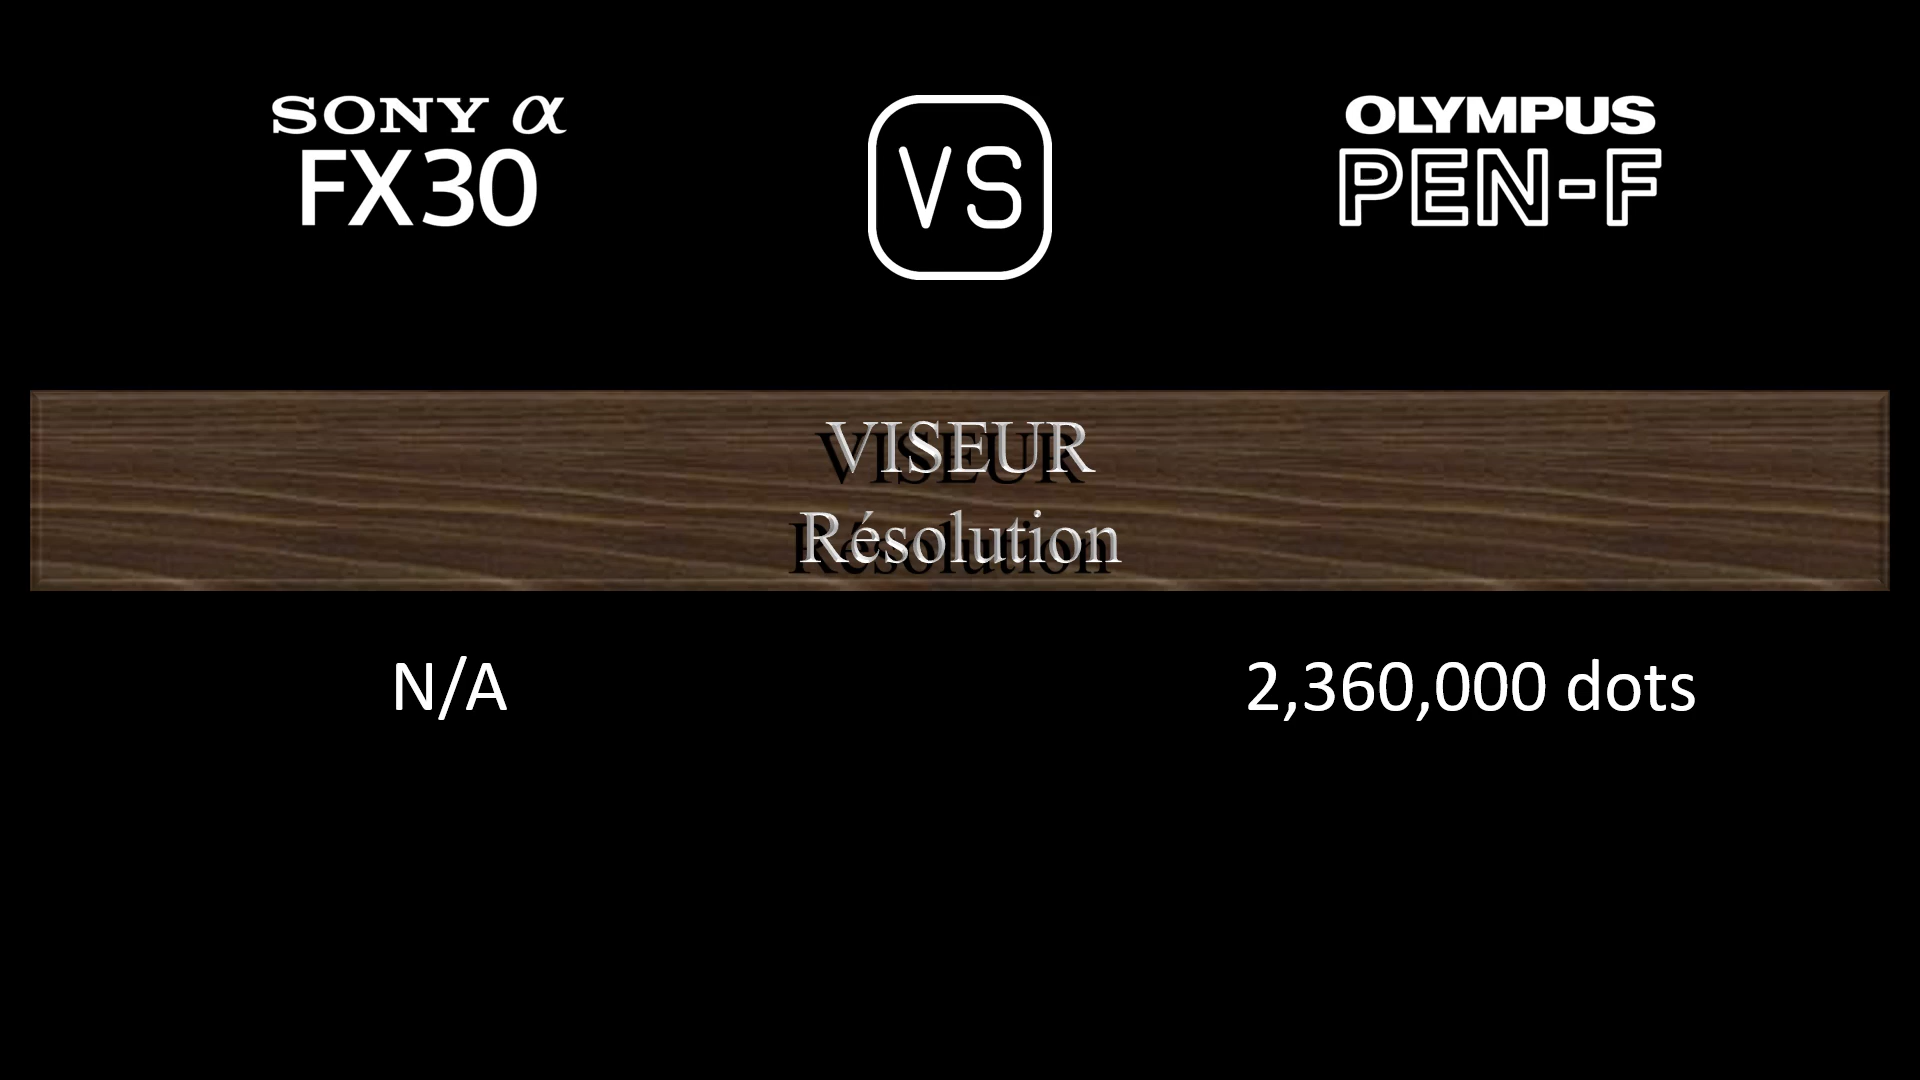 SONY α
FX30
VS
OLYMPUS
PEN-F
VISEUR
Résolution
N/A
2,360,000 dots